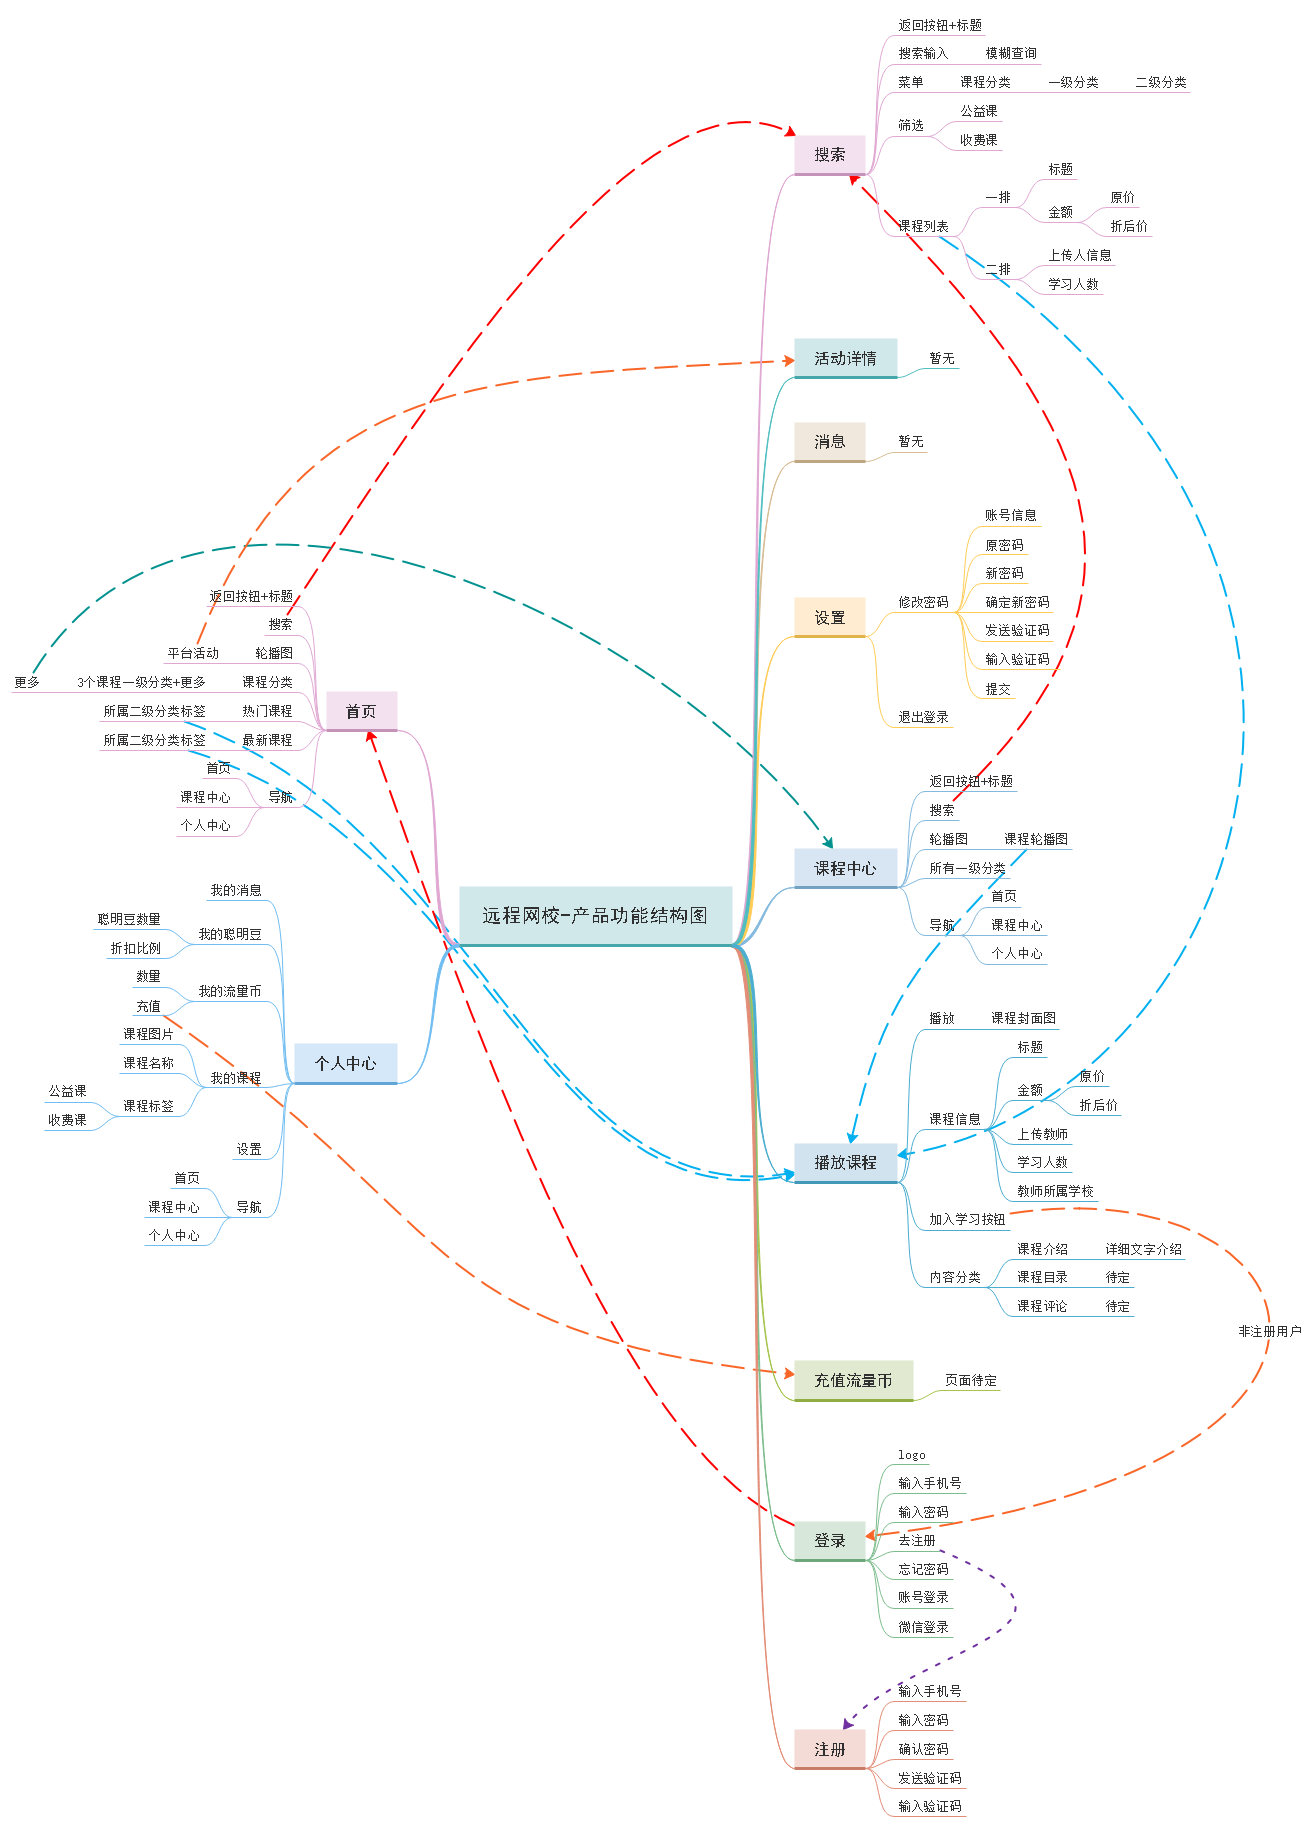 远程网校-产品功能结构图
搜索
返回按钮+标题
搜索输入
模糊查询
菜单
课程分类
一级分类
二级分类
筛选
公益课
收费课
课程列表
一排
标题
金额
原价
折后价
二排
上传人信息
学习人数
活动详情
暂无
消息
暂无
设置
修改密码
账号信息
原密码
新密码
确定新密码
发送验证码
输入验证码
提交
退出登录
课程中心
返回按钮+标题
搜索
轮播图
课程轮播图
所有一级分类
导航
首页
课程中心
个人中心
播放课程
播放
课程封面图
课程信息
标题
金额
原价
折后价
上传教师
学习人数
教师所属学校
加入学习按钮
内容分类
课程介绍
详细文字介绍
课程目录
待定
课程评论
待定
非注册用户
充值流量币
页面待定
登录
logo
输入手机号
输入密码
去注册
忘记密码
账号登录
微信登录
注册
输入手机号
输入密码
确认密码
发送验证码
输入验证码
首页
返回按钮+标题
搜索
轮播图
平台活动
课程分类
3个课程一级分类+更多
更多
热门课程
所属二级分类标签
最新课程
所属二级分类标签
导航
首页
课程中心
个人中心
个人中心
我的消息
我的聪明豆
聪明豆数量
折扣比例
我的流量币
数量
充值
我的课程
课程图片
课程名称
课程标签
公益课
收费课
设置
导航
首页
课程中心
个人中心